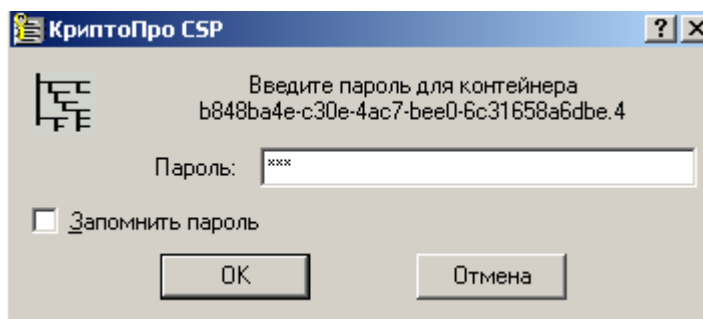 КриптоПро CSP
Введите пароль для контейнера
b848ba4e-c30e-4ac7-bee0-6c31658a6dbe.4
Пароль: ×××
Запомнить пароль
OK Отмена